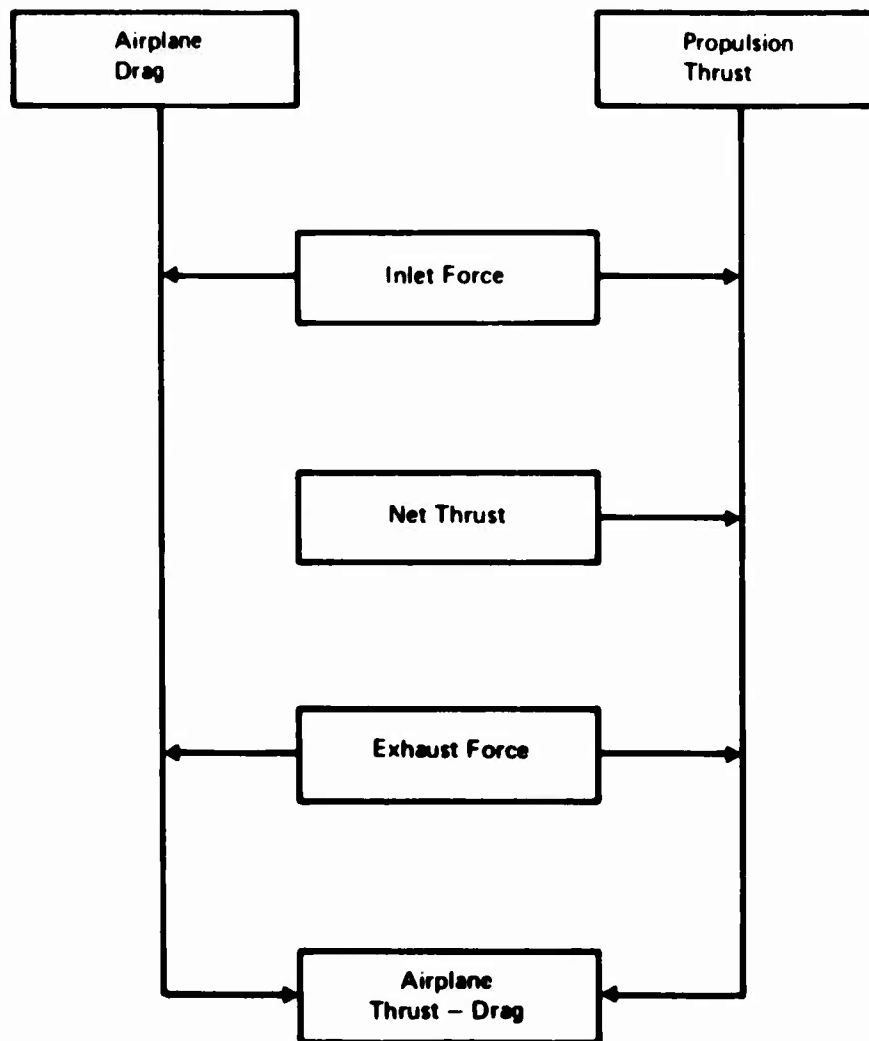 Airplane
Drag
Propulsion
Thrust
Inlet Force
Net Thrust
Exhaust Force
Airplane
Thrust – Drag